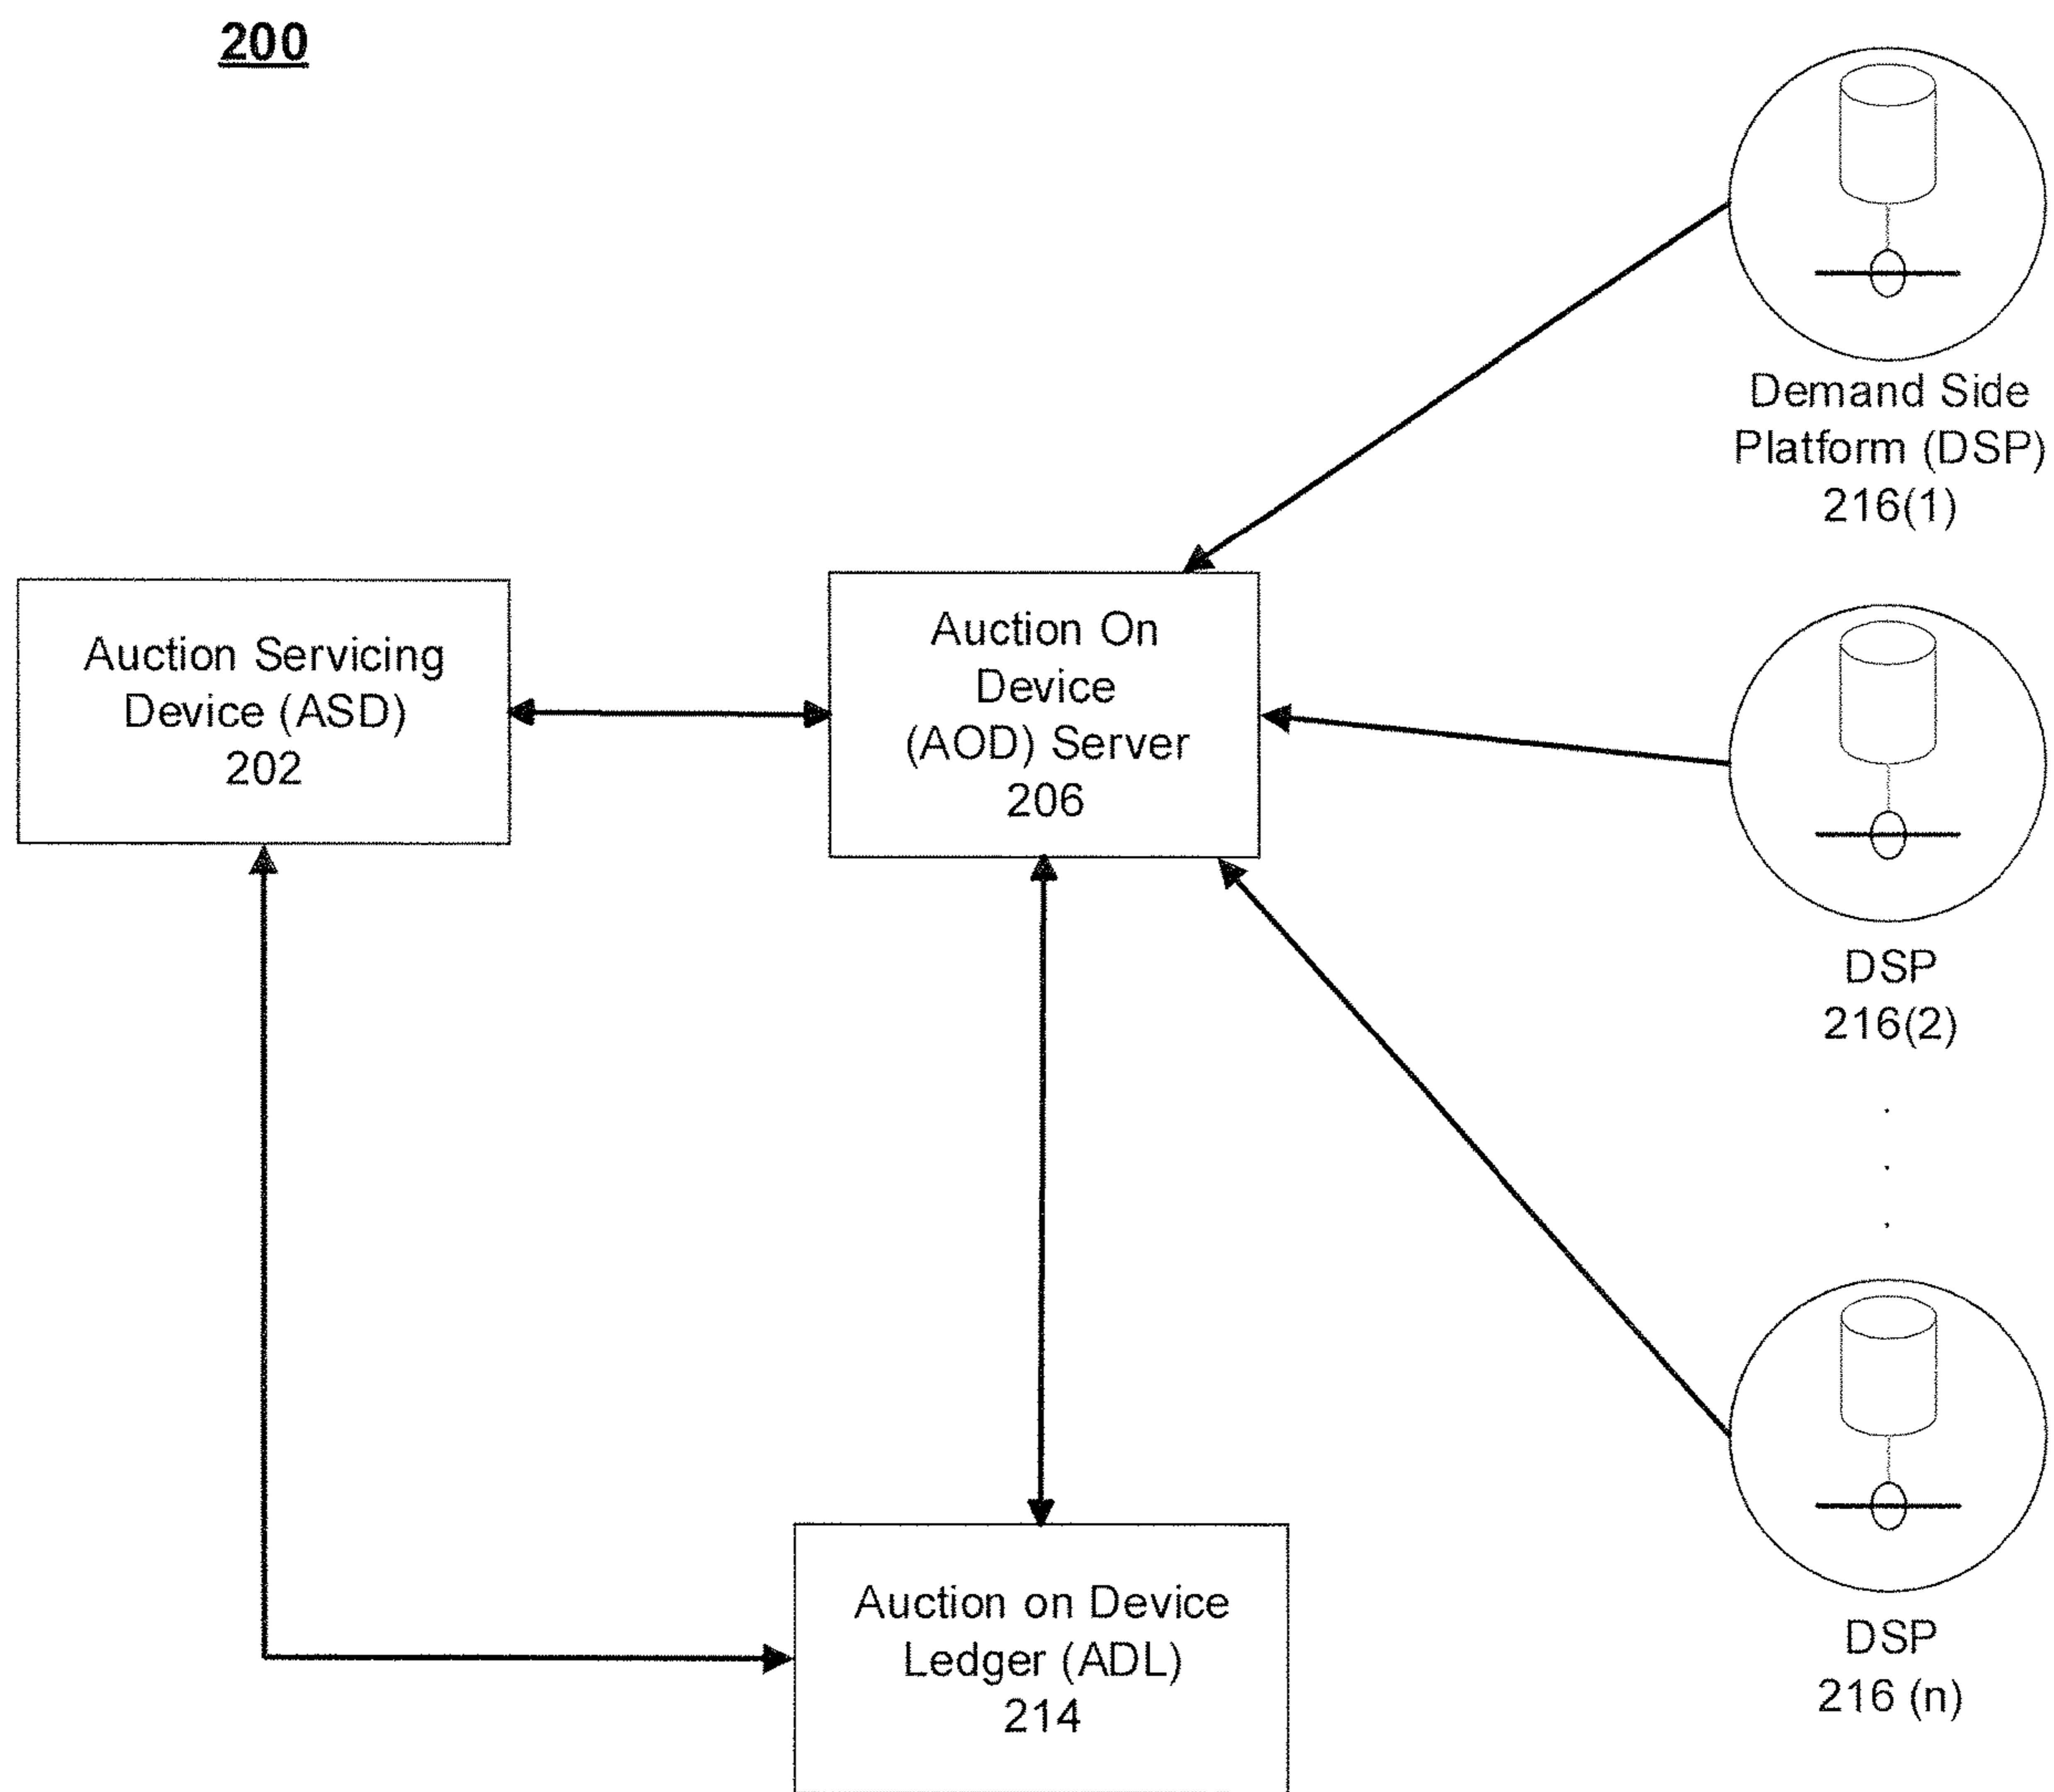 200
Demand Side
Platform (DSP)
216(1)
Auction Servicing
Device (ASD)
202
Auction On
Device
(AOD) Server
206
DSP
216(2)
Auction on Device
Ledger (ADL)
214
DSP
216 (n)